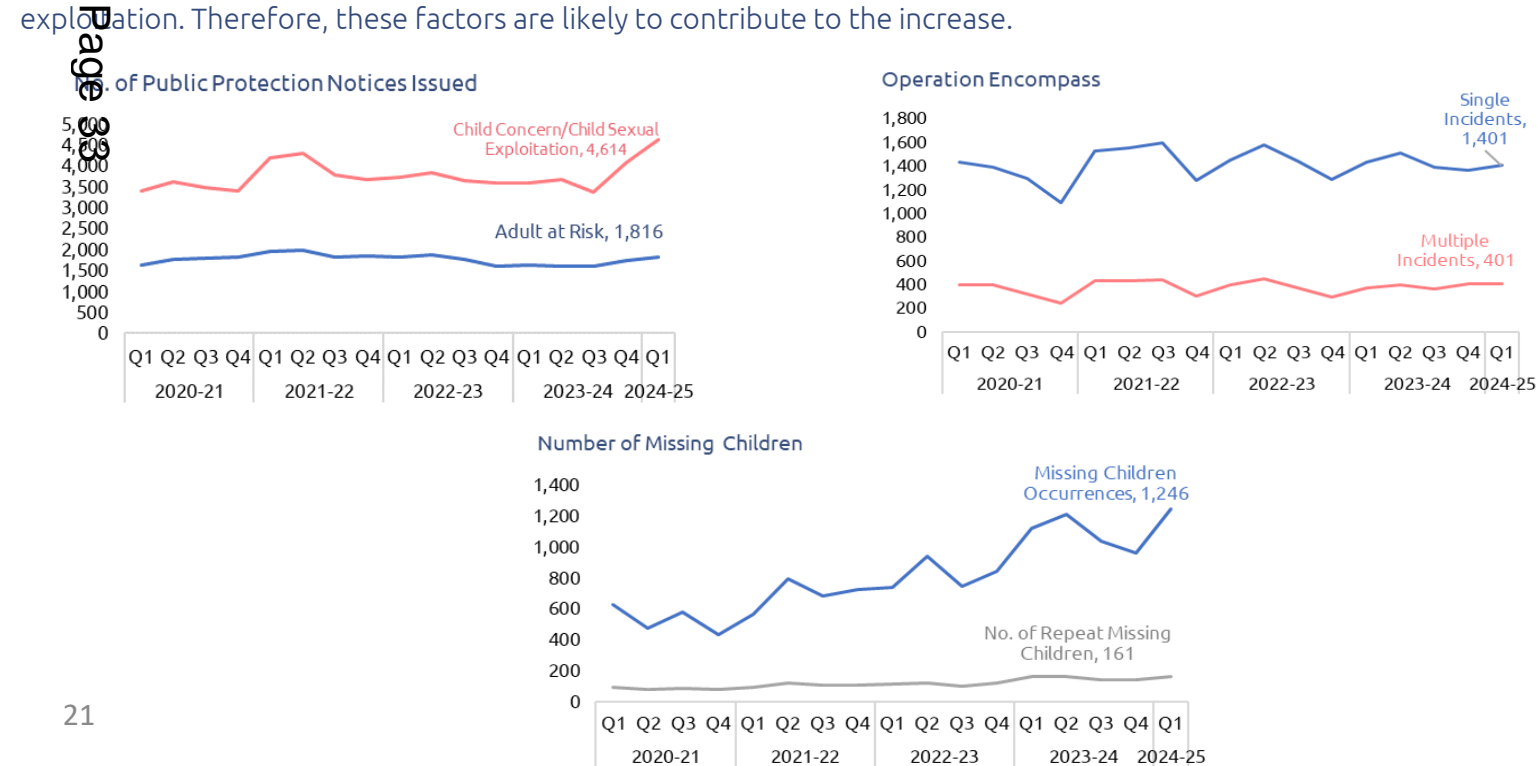 exploitation. Therefore, these factors are likely to contribute to the increase.
Page 33
No. of Public Protection Notices Issued
5,000
4,500
4,000
3,500
3,000
2,500
2,000
1,500
1,000
500
0
Child Concern/Child Sexual
Exploitation, 4,614
Adult at Risk, 1,816
Q1 Q2 Q3 Q4 Q1 Q2 Q3 Q4 Q1 Q2 Q3 Q4 Q1 Q2 Q3 Q4 Q1
2020-21 2021-22 2022-23 2023-24 2024-25
Operation Encompass
1,800
1,600
1,400
1,200
1,000
800
600
400
200
0
Single
Incidents,
1,401
Multiple
Incidents, 401
Q1 Q2 Q3 Q4 Q1 Q2 Q3 Q4 Q1 Q2 Q3 Q4 Q1 Q2 Q3 Q4 Q1
2020-21 2021-22 2022-23 2023-24 2024-25
Number of Missing Children
1,400
1,200
1,000
800
600
400
200
0
Missing Children
Occurrences, 1,246
No. of Repeat Missing
Children, 161
Q1 Q2 Q3 Q4 Q1 Q2 Q3 Q4 Q1 Q2 Q3 Q4 Q1 Q2 Q3 Q4 Q1
2020-21 2021-22 2022-23 2023-24 2024-25
21